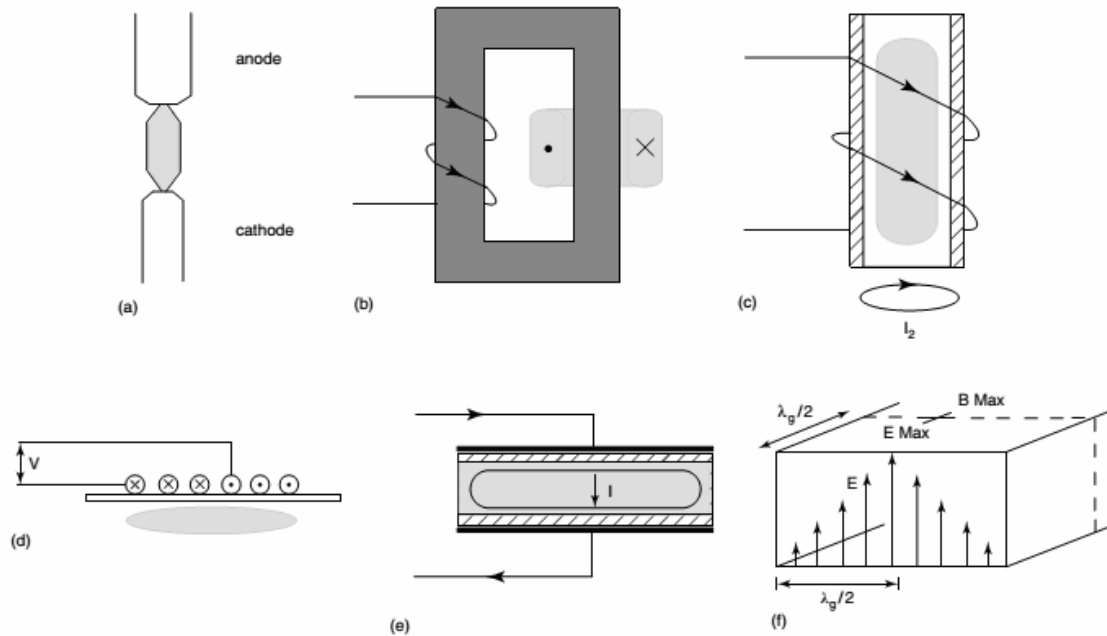 anode
cathode
(a)
(b)
(c)
I₂
V
(d)
I
(e)
λg/2
B Max
E Max
E
λg/2
(f)